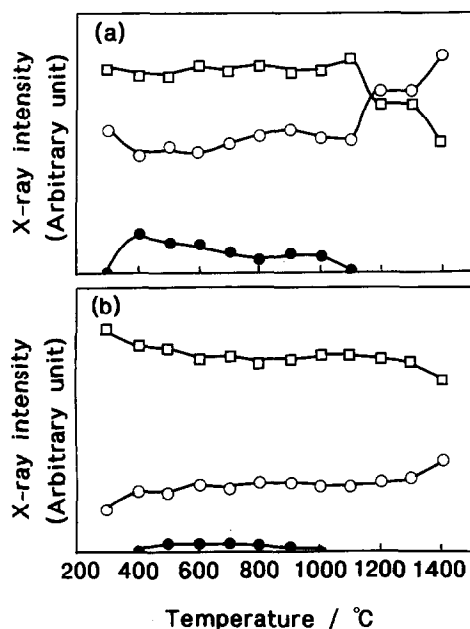 (a)
X-ray intensity
(Arbitrary unit)
(b)
X-ray intensity
(Arbitrary unit)
200 400 600 800 1000 1200 1400
Temperature / ℃